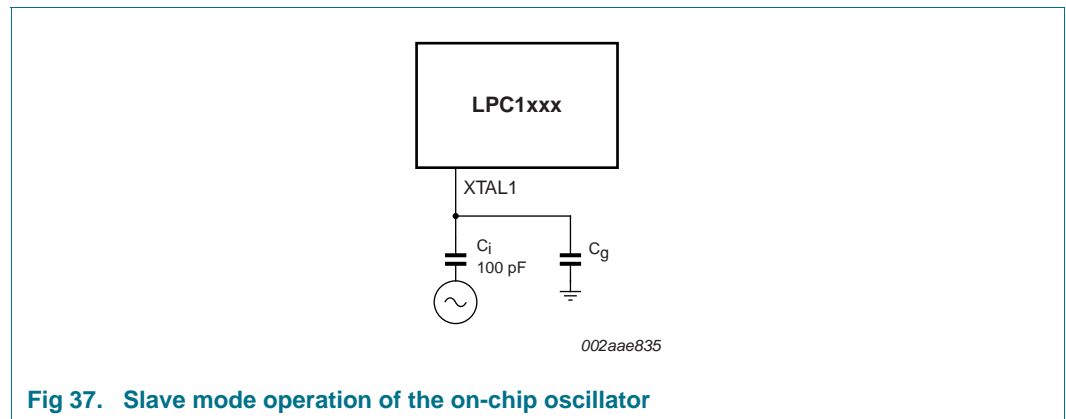 LPC1xxx
XTAL1
Ci
100 pF
Cg
002aae835
Fig 37. Slave mode operation of the on-chip oscillator